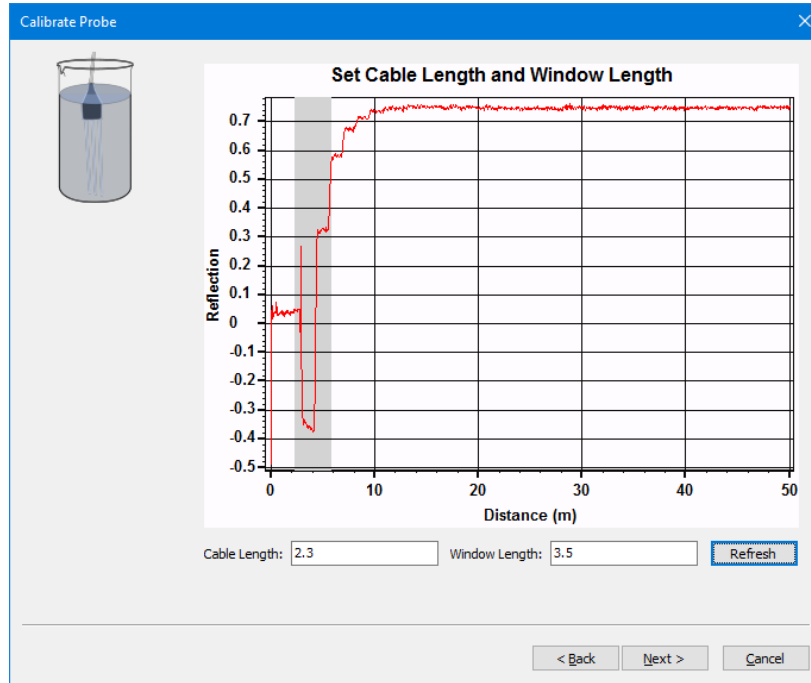 Calibrate Probe
Set Cable Length and Window Length
0.7
0.6
0.5
0.4
0.3
0.2
0.1
0
-0.1
-0.2
-0.3
-0.4
-0.5
Reflection
0 10 20 30 40 50
Distance (m)
Cable Length: 2.3 Window Length: 3.5 Refresh
< Back Next > Cancel